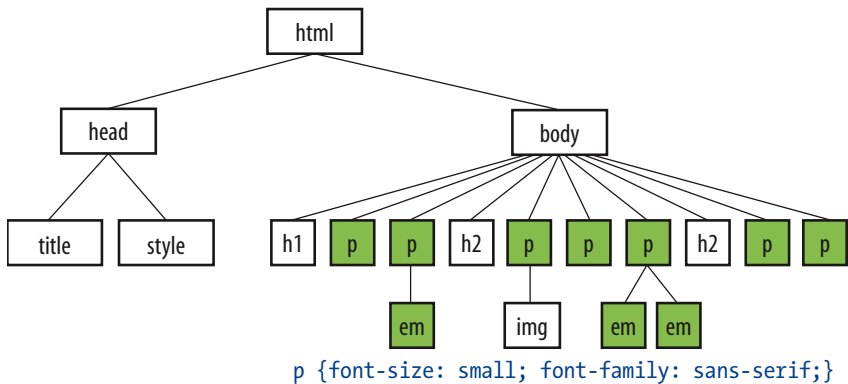 html
head
body
title
style
h1
p
p
h2
p
p
p
h2
p
p
em
img
em
em
p {font-size: small; font-family: sans-serif;}